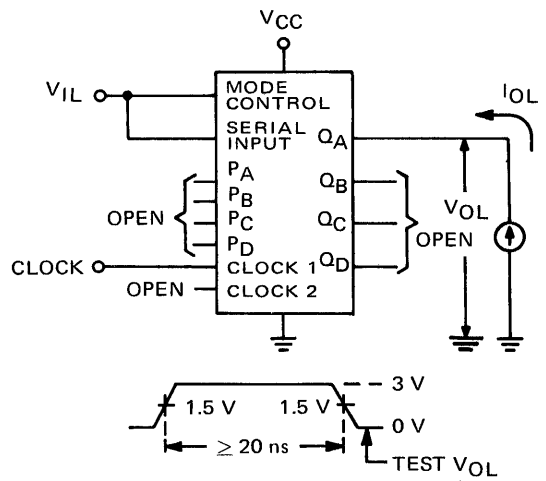 VCC
VIL
MODE
CONTROL
IOL
SERIAL
INPUT
QA
PA
QB
PB
OPEN
PC
QC
VOL
OPEN
PD
QD
CLOCK
CLOCK 1
OPEN
CLOCK 2
3 V
1.5 V
1.5 V
0 V
≥ 20 ns
TEST VOL